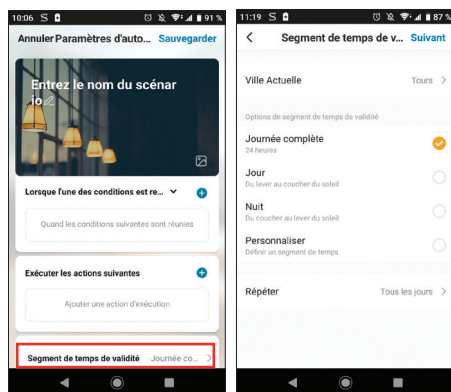 10:06 S 91 %
Annuler Paramètres d'auto... Sauvegarder
Entrez le nom du scénar
io
Lorsque l'une des conditions est re...
Quand les conditions suivantes sont réunies
Exécuter les actions suivantes
Ajouter une action d'exécution
Segment de temps de validité Journée co...
11:19 S 87 %
Segment de temps de v... Suivant
Ville Actuelle Tours
Options de segment de temps de validité
Journée complète
24 heures
Jour
Du lever au coucher du soleil
Nuit
Du coucher au lever du soleil
Personnaliser
Définir un segment de temps
Répéter Tous les jours